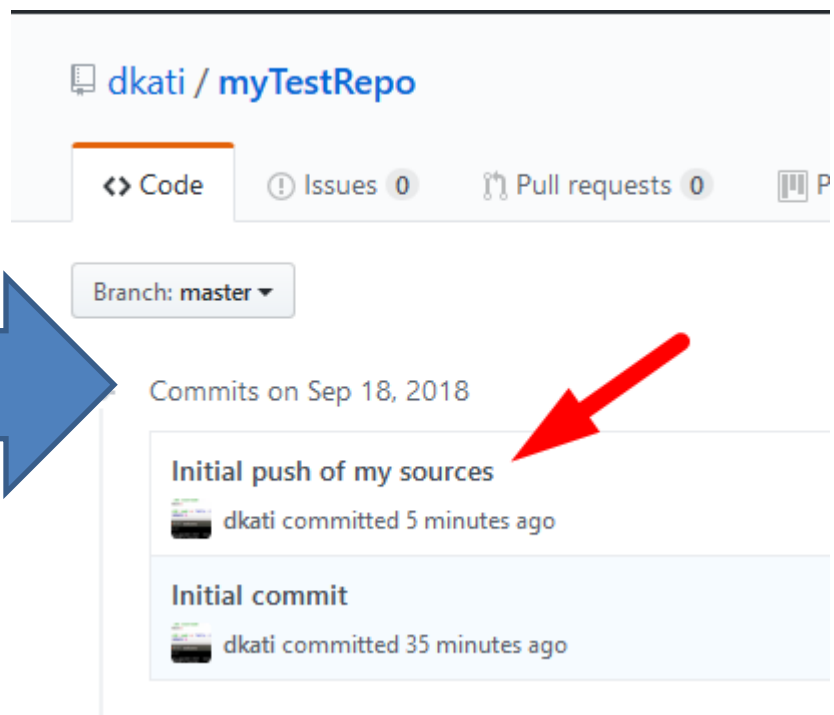 dkati / myTestRepo
Code Issues 0 Pull requests 0 P
Branch: master
Commits on Sep 18, 2018
Initial push of my sources
dkati committed 5 minutes ago
Initial commit
dkati committed 35 minutes ago